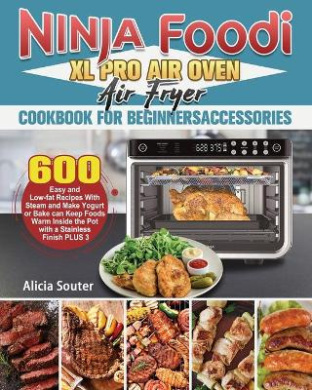 Ninja Foodi
XL PRO AIR OVEN
Air Fryer
COOKBOOK FOR BEGINNERSACCESSORIES
600
Easy and
Low-fat Recipes With
Steam and Make Yogurt
or Bake can Keep Foods
Warm Inside the Pot
with a Stainless
Finish PLUS 3
Alicia Souter